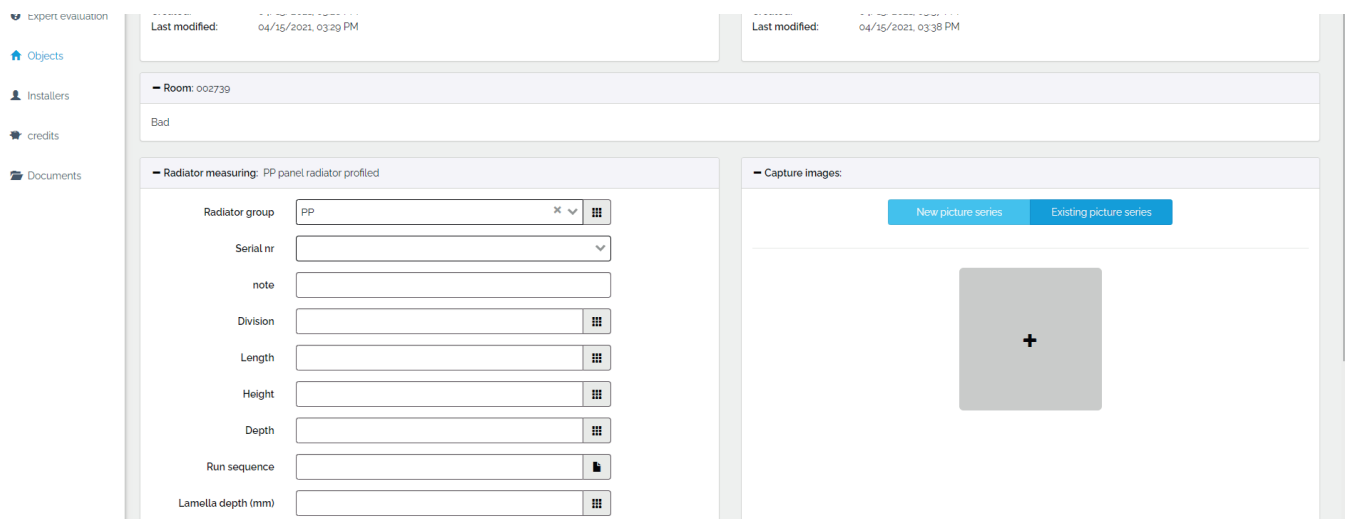 Expert evaluation
Objects
Installers
credits
Documents
Last modified: 04/15/2021, 03:29 PM
Last modified: 04/15/2021, 03:38 PM
Room: 002739
Bad
Radiator measuring: PP panel radiator profiled
Radiator group PP
Serial nr
note
Division
Length
Height
Depth
Run sequence
Lamella depth (mm)
Capture images:
New picture series Existing picture series